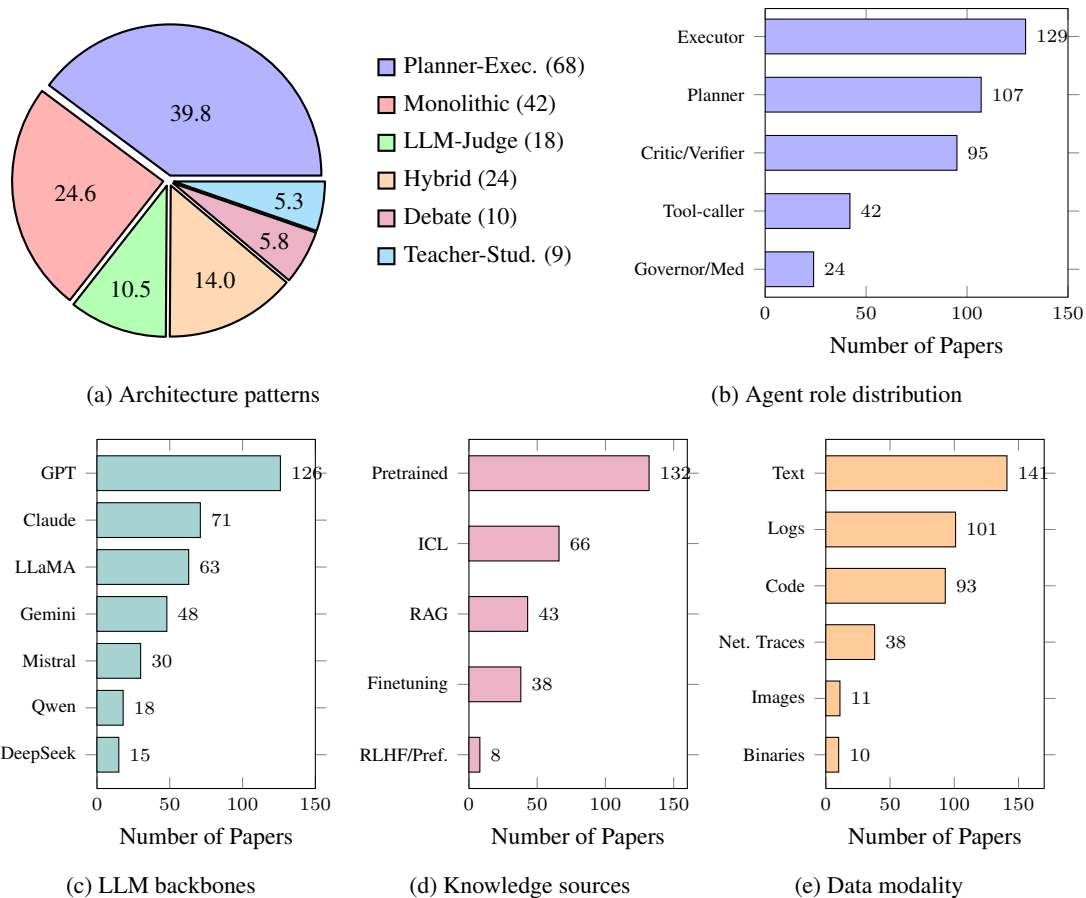 39.8
24.6
10.5
14.0
5.8
5.3
Planner-Exec. (68)
Monolithic (42)
LLM-Judge (18)
Hybrid (24)
Debate (10)
Teacher-Stud. (9)
(a) Architecture patterns
Executor 129
Planner 107
Critic/Verifier 95
Tool-caller 42
Governor/Med 24
0 50 100 150
Number of Papers
(b) Agent role distribution
GPT 126
Claude 71
LLaMA 63
Gemini 48
Mistral 30
Qwen 18
DeepSeek 15
0 50 100 150
Number of Papers
(c) LLM backbones
Pretrained 132
ICL 66
RAG 43
Finetuning 38
RLHF/Pref. 8
0 50 100 150
Number of Papers
(d) Knowledge sources
Text 141
Logs 101
Code 93
Net. Traces 38
Images 11
Binaries 10
0 50 100 150
Number of Papers
(e) Data modality